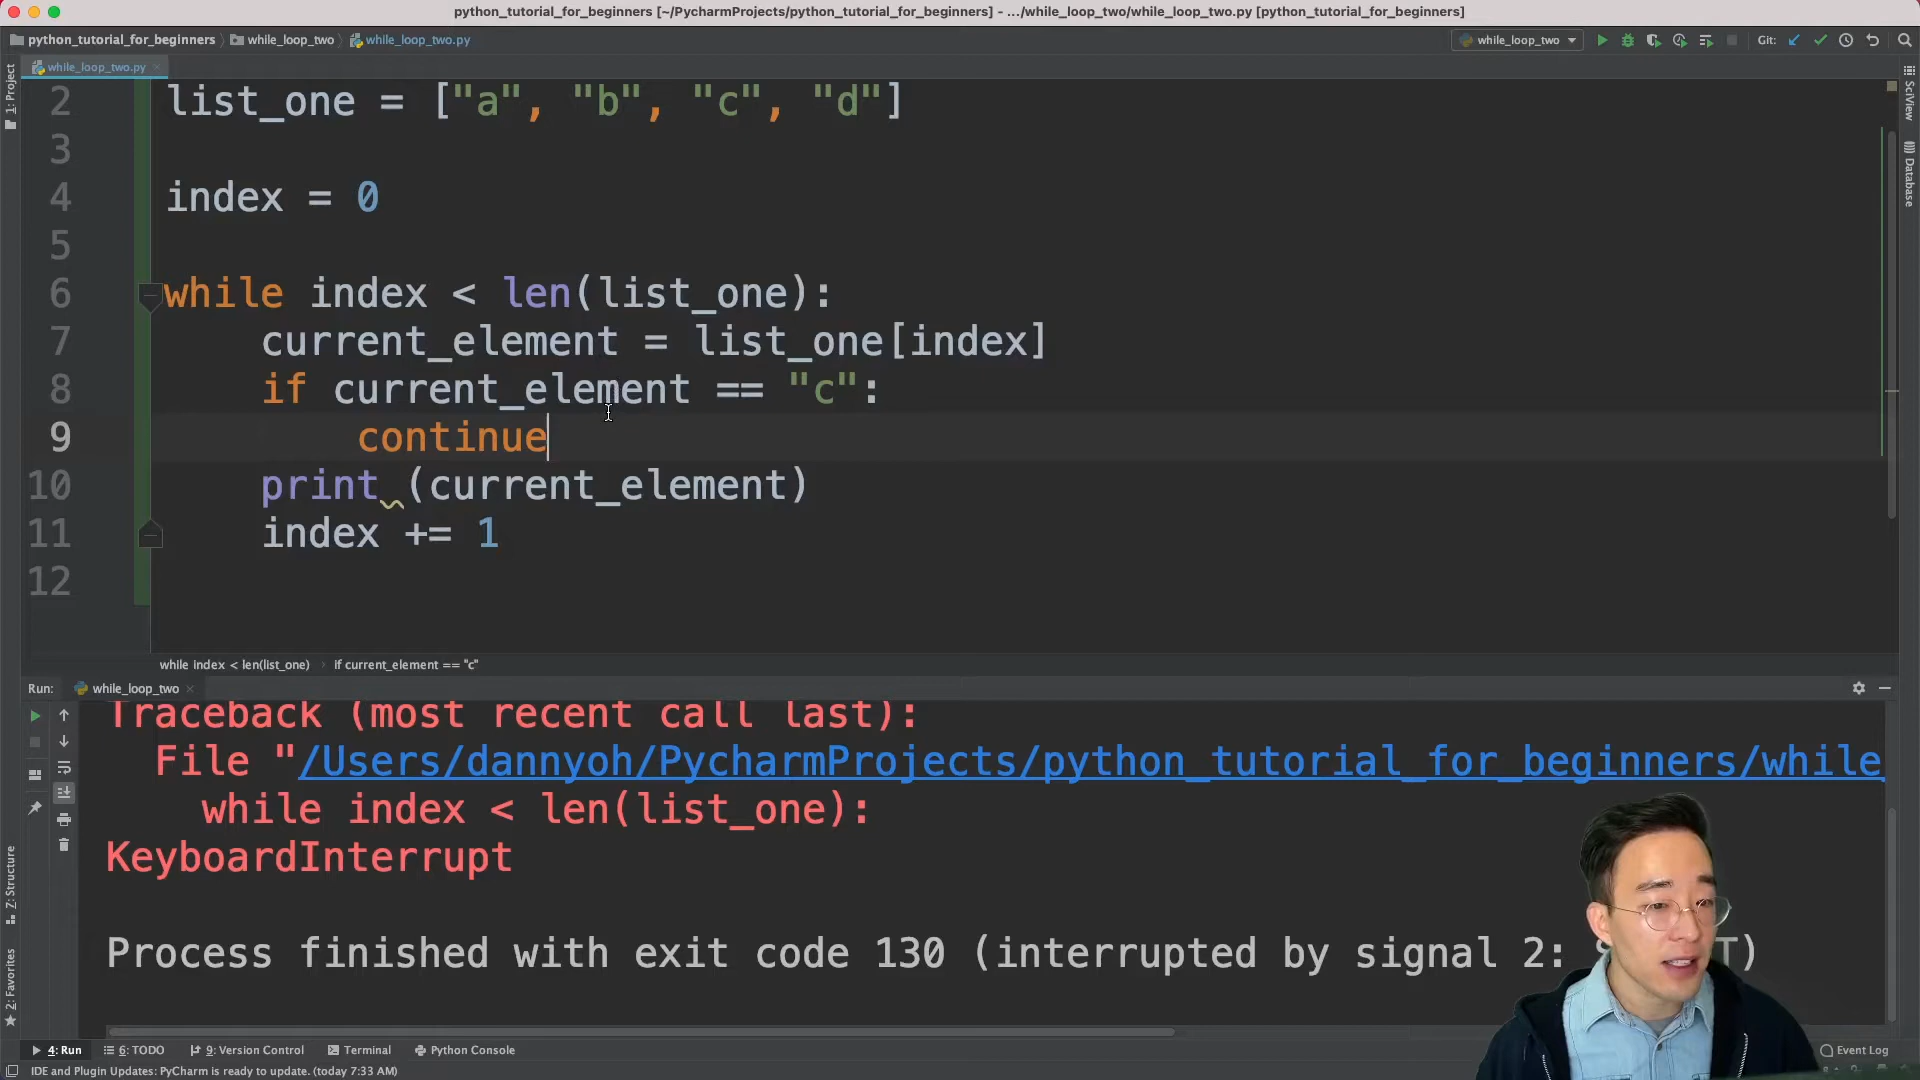 python_tutorial_for_beginners [~/PycharmProjects/python_tutorial_for_beginners] - .../while_loop_two/while_loop_two.py [python_tutorial_for_beginners]
python_tutorial_for_beginners while_loop_two while_loop_two.py while_loop_two Git:
1: Project
while_loop_two.py
SciView
Database
2 list_one = ["a", "b", "c", "d"]
3
4 index = 0
5
6 while index < len(list_one):
7 current_element = list_one[index]
8 if current_element == "c":
9 continue
10 print (current_element)
11 index += 1
12
while index < len(list_one) › if current_element == "c"
Run: while_loop_two
Traceback (most recent call last):
File "/Users/dannyoh/PycharmProjects/python_tutorial_for_beginners/while_
while index < len(list_one):
KeyboardInterrupt
Process finished with exit code 130 (interrupted by signal 2: T)
Z: Structure
2: Favorites
4: Run 6: TODO 9: Version Control Terminal Python Console Event Log
IDE and Plugin Updates: PyCharm is ready to update. (today 7:33 AM)